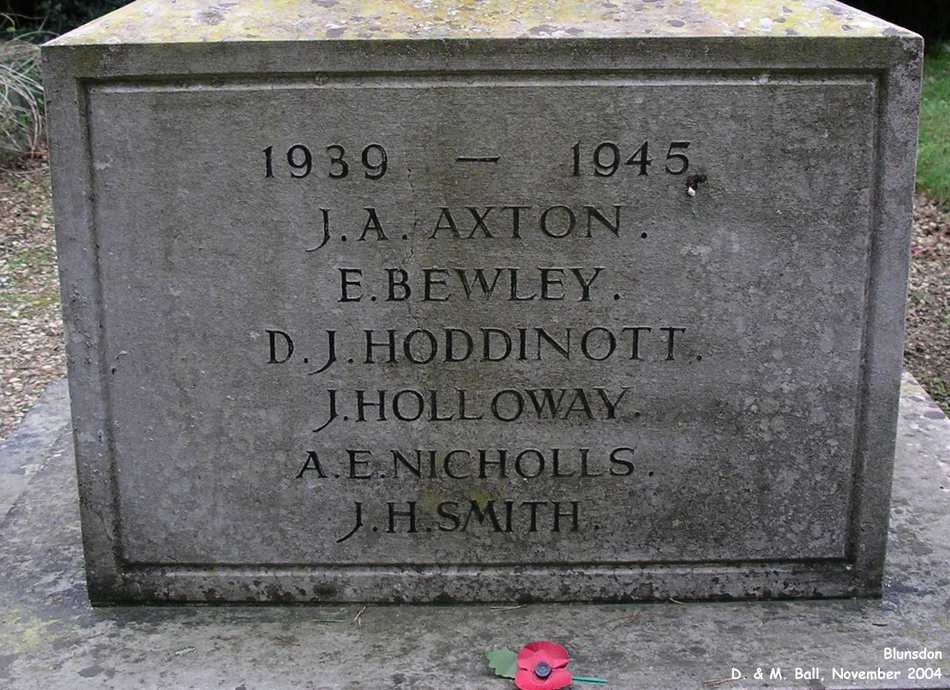 1939 — 1945
J.A. AXTON.
E.BEWLEY.
D.J.HODDINOTT.
J.HOLLOWAY.
A.E.NICHOLLS.
J.H.SMITH.
Blunsdon
D. & M. Ball, November 2004